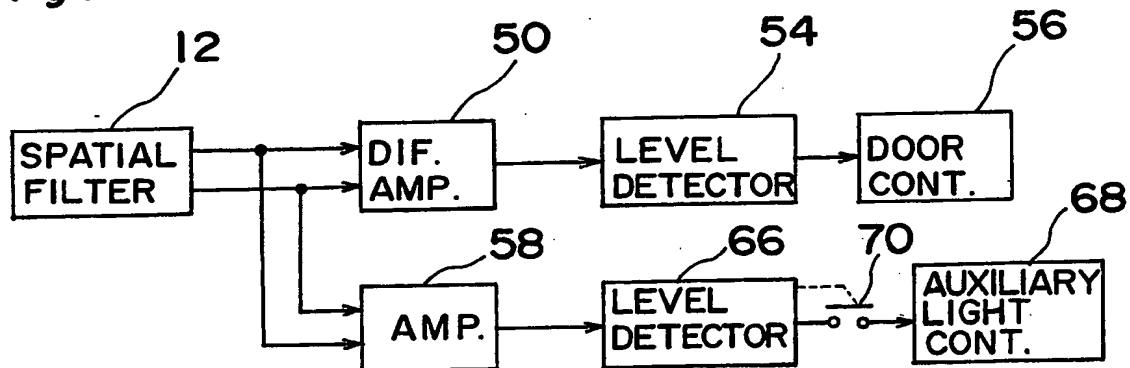 12
50
54
56
SPATIAL
FILTER
DIF.
AMP.
LEVEL
DETECTOR
DOOR
CONT.
58
66
70
68
AMP.
LEVEL
DETECTOR
AUXILIARY
LIGHT
CONT.